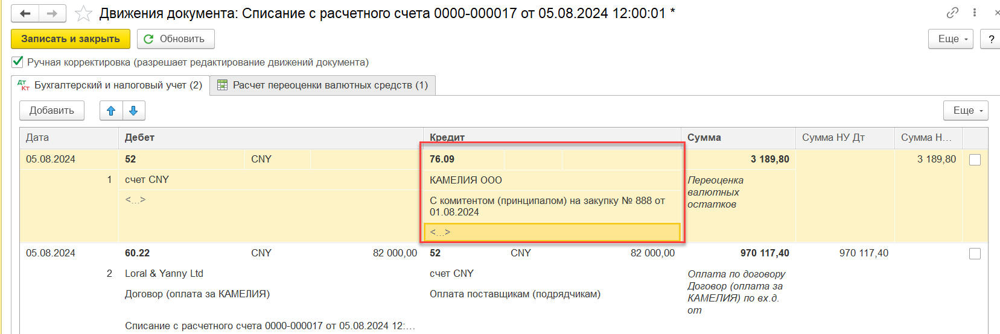 Движения документа: Списание с расчетного счета 0000-000017 от 05.08.2024 12:00:01 *
Записать и закрыть
Обновить
Еще
?
Ручная корректировка (разрешает редактирование движений документа)
Дт Кт Бухгалтерский и налоговый учет (2)
Расчет переоценки валютных средств (1)
Добавить
Еще
Дата Дебет Кредит Сумма Сумма НУ Дт Сумма Н...
05.08.2024 52 CNY 76.09 3 189,80 3 189,80
1 счет CNY КАМЕЛИЯ ООО Переоценка
валютных
остатков
<...> С комитентом (принципалом) на закупку № 888 от
01.08.2024
<...>
05.08.2024 60.22 CNY 82 000,00 52 CNY 82 000,00 970 117,40 970 117,40
2 Loral & Yanny Ltd счет CNY Оплата по договору
Договор (оплата за
КАМЕЛИЯ) по вх.д.
от
Договор (оплата за КАМЕЛИЯ) Оплата поставщикам (подрядчикам)
Списание с расчетного счета 0000-000017 от 05.08.2024 12:...